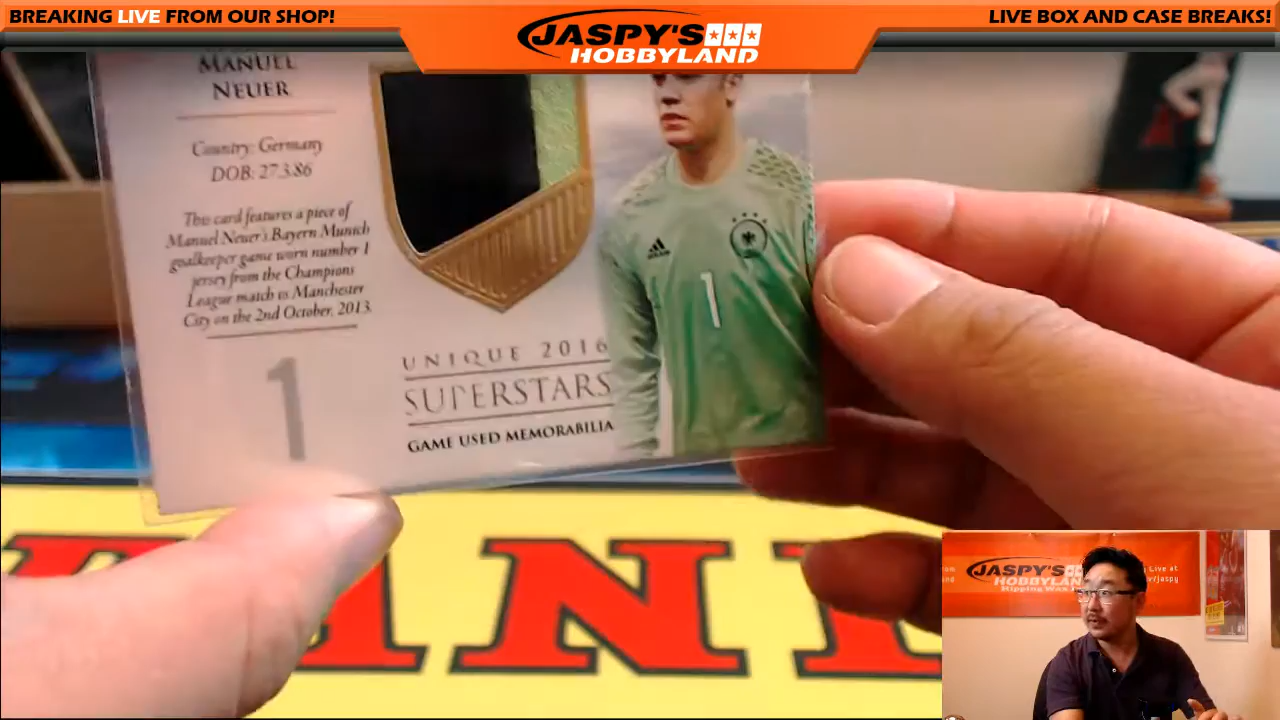 BREAKING LIVE FROM OUR SHOP!
JASPY'S
HOBBYLAND
LIVE BOX AND CASE BREAKS!
MANUEL
NEUER
Country: Germany
DOB: 27.3.86
This card features a piece of
Manuel Neuer's Bayern Munich
goalkeeper game worn number 1
jersey from the Champions
League match vs Manchester
City on the 2nd October, 2013.
1
UNIQUE 2016
SUPERSTARS
GAME USED MEMORABILIA
1
JASPY'S
HOBBYLAND
Live at